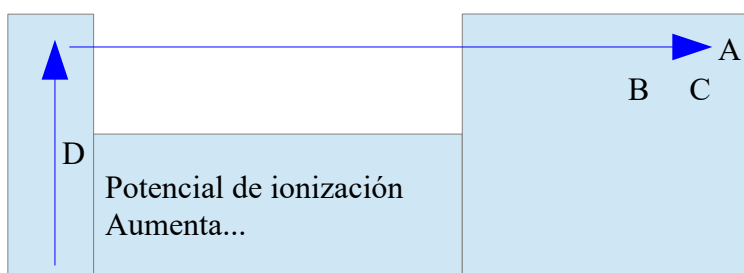 A
B C
D
Potencial de ionización
Aumenta...